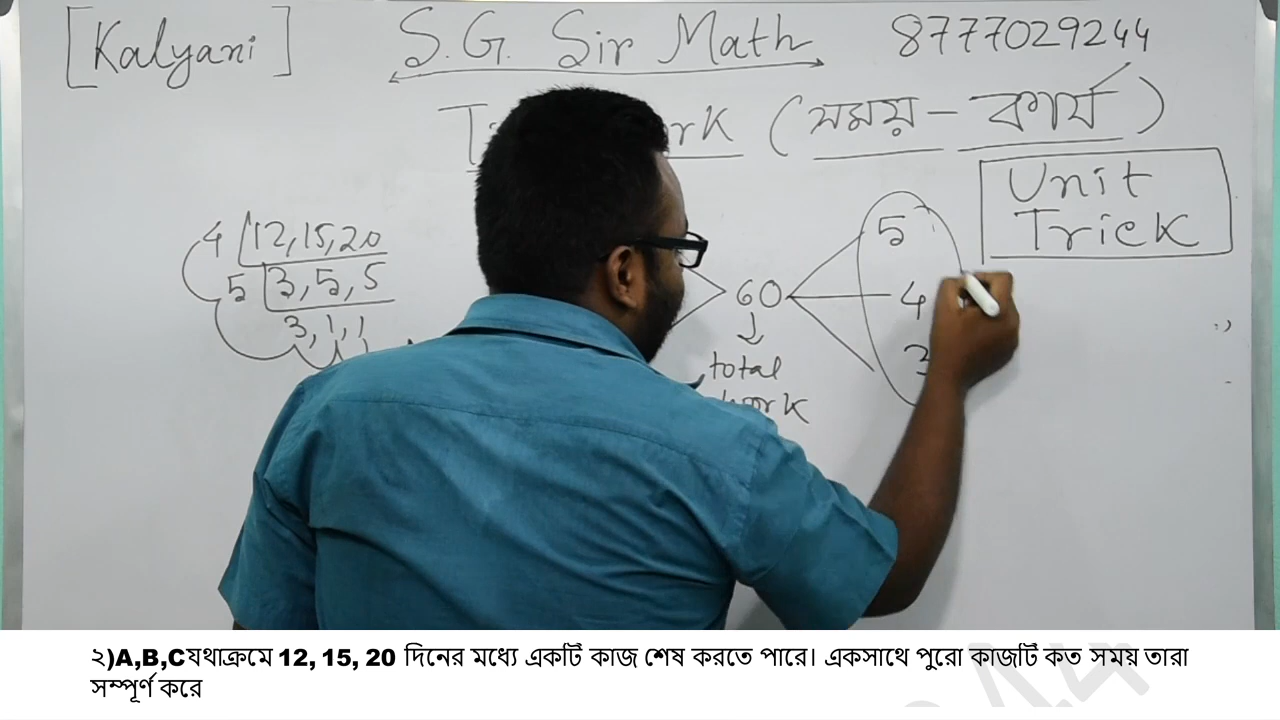 [Kalyani] S.G. Sir Math 8777029244
(সময় - কার্য)
Unit
Trick
4 12, 15, 20
5 3, 5, 5
3, 1, 1
60
5
4
3
total
work
২)A,B,Cযথাক্রমে 12, 15, 20 দিনের মধ্যে একটি কাজ শেষ করতে পারে। একসাথে পুরো কাজটি কত সময় তারা
সম্পূর্ণ করে